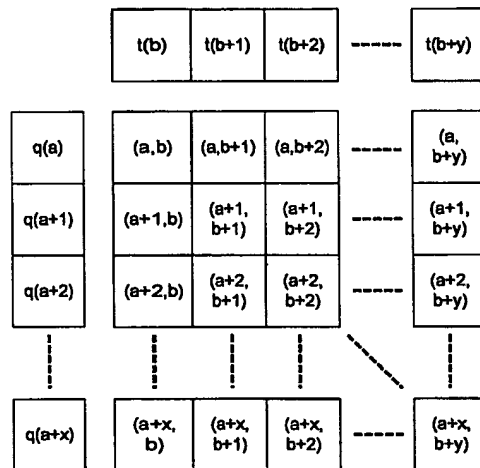 t(b) t(b+1) t(b+2) t(b+y)
q(a) (a,b) (a,b+1) (a,b+2) (a,
b+y)
q(a+1) (a+1,b) (a+1,
b+1) (a+1,
b+2) (a+1,
b+y)
q(a+2) (a+2,b) (a+2,
b+1) (a+2,
b+2) (a+2,
b+y)
q(a+x) (a+x,
b) (a+x,
b+1) (a+x,
b+2) (a+x,
b+y)